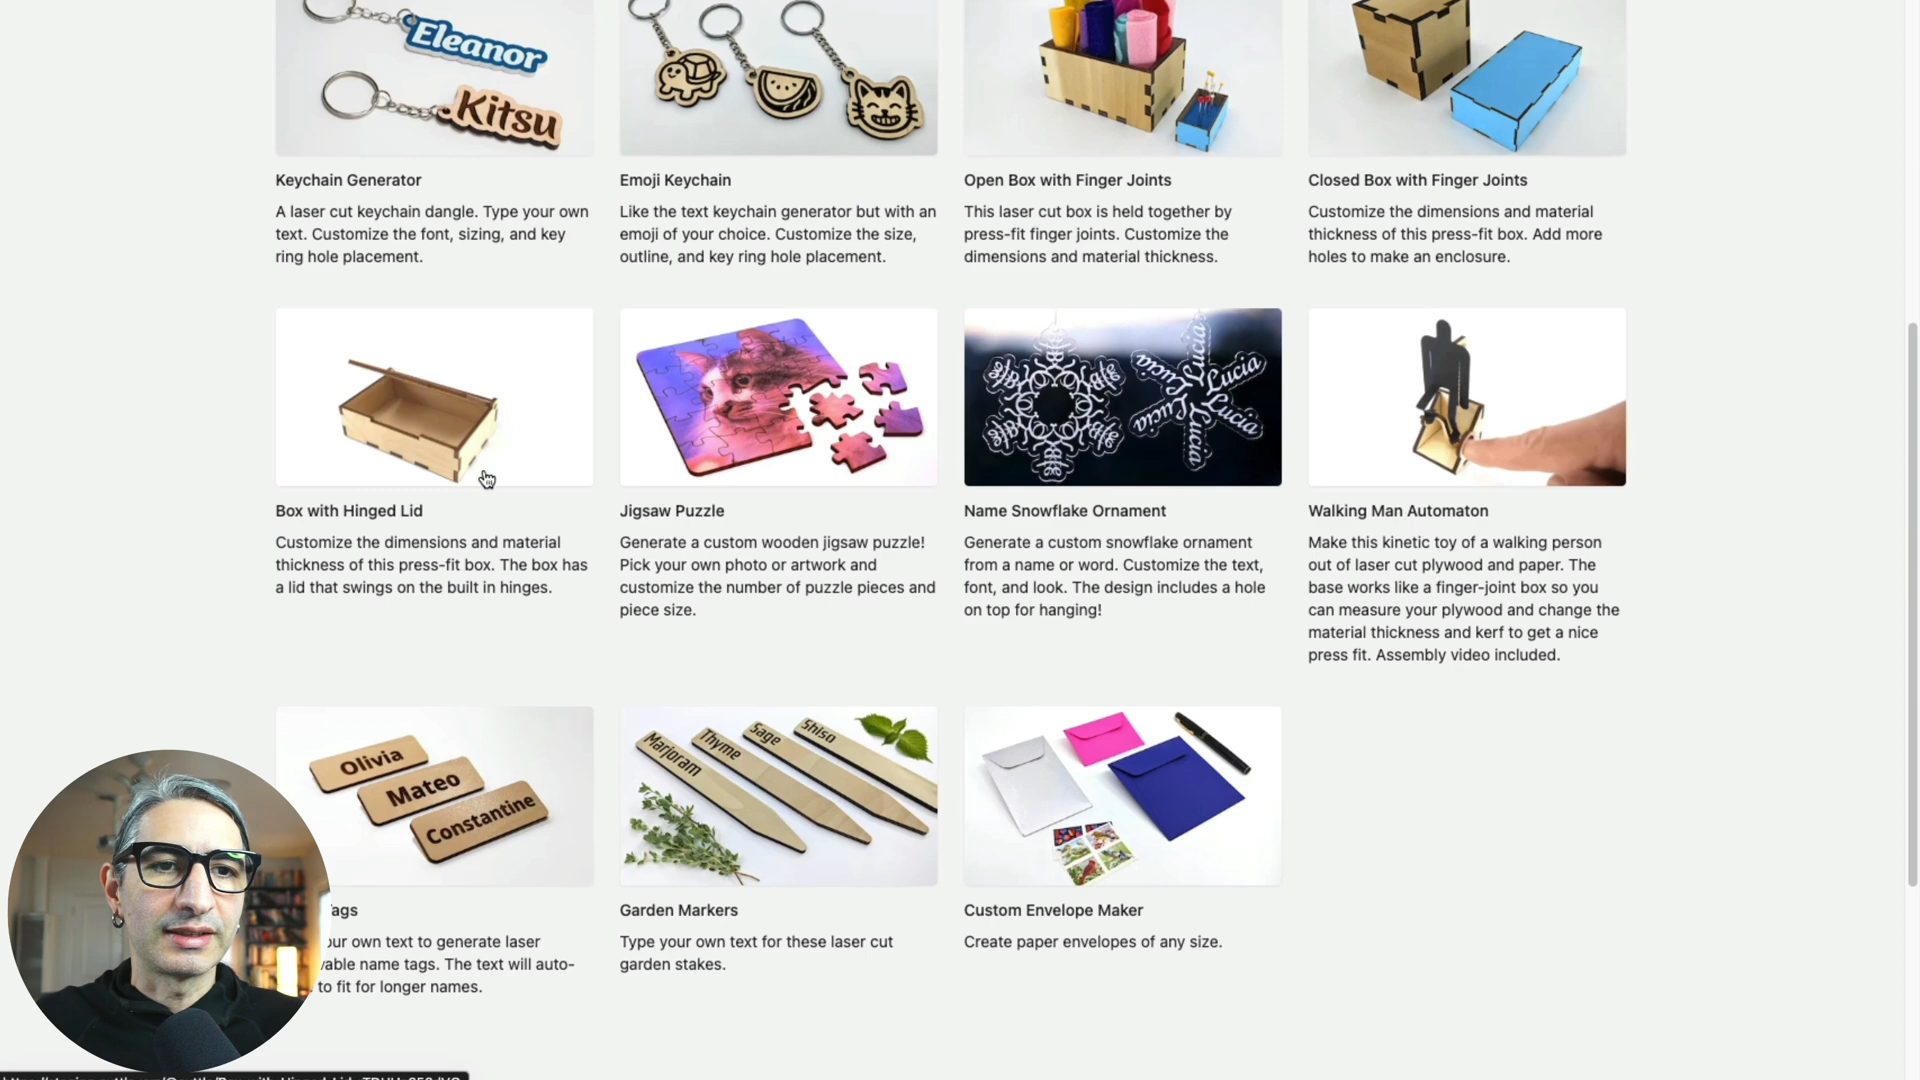 Eleanor
Kitsu
Keychain Generator
A laser cut keychain dangle. Type your own
text. Customize the font, sizing, and key
ring hole placement.
Emoji Keychain
Like the text keychain generator but with an
emoji of your choice. Customize the size,
outline, and key ring hole placement.
Open Box with Finger Joints
This laser cut box is held together by
press-fit finger joints. Customize the
dimensions and material thickness.
Closed Box with Finger Joints
Customize the dimensions and material
thickness of this press-fit box. Add more
holes to make an enclosure.
Lucia
Lucia
Lucia
Lucia
Lucia
Lucia
Box with Hinged Lid
Customize the dimensions and material
thickness of this press-fit box. The box has
a lid that swings on the built in hinges.
Jigsaw Puzzle
Generate a custom wooden jigsaw puzzle!
Pick your own photo or artwork and
customize the number of puzzle pieces and
piece size.
Name Snowflake Ornament
Generate a custom snowflake ornament
from a name or word. Customize the text,
font, and look. The design includes a hole
on top for hanging!
Walking Man Automaton
Make this kinetic toy of a walking person
out of laser cut plywood and paper. The
base works like a finger-joint box so you
can measure your plywood and change the
material thickness and kerf to get a nice
press fit. Assembly video included.
Olivia
Mateo
Constantine
Marjoram
Thyme
Sage
Shiso
Tags
your own text to generate laser
name tags. The text will auto-
to fit for longer names.
Garden Markers
Type your own text for these laser cut
garden stakes.
Custom Envelope Maker
Create paper envelopes of any size.